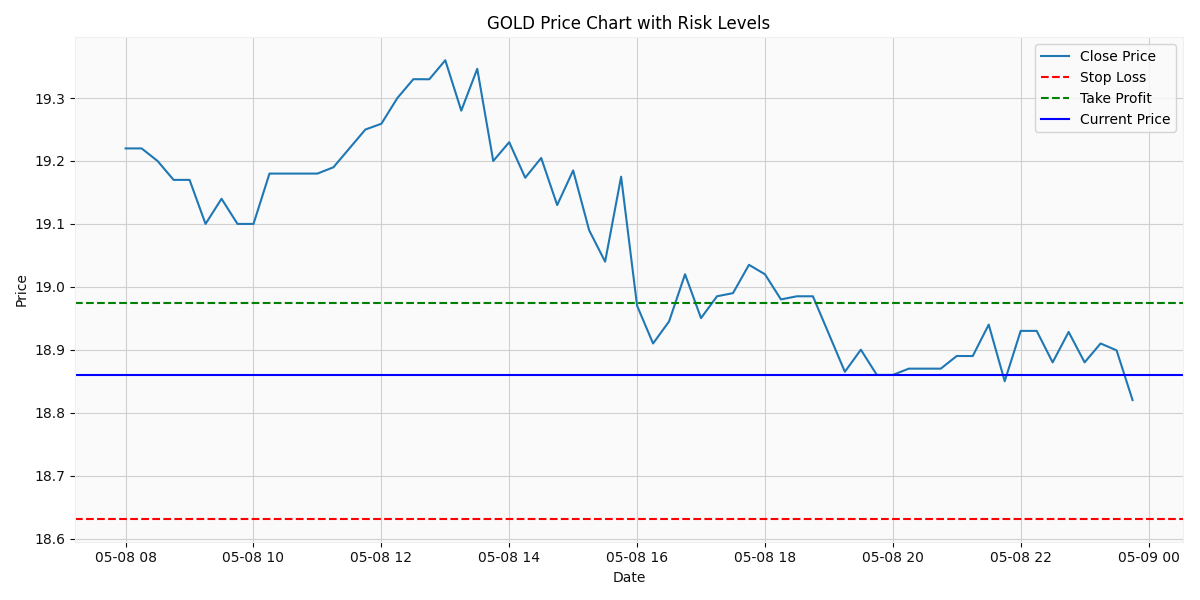 GOLD Price Chart with Risk Levels
Close Price
Stop Loss
Take Profit
Current Price
Price
19.3
19.2
19.1
19.0
18.9
18.8
18.7
18.6
05-08 08
05-08 10
05-08 12
05-08 14
05-08 16
05-08 18
05-08 20
05-08 22
05-09 00
Date